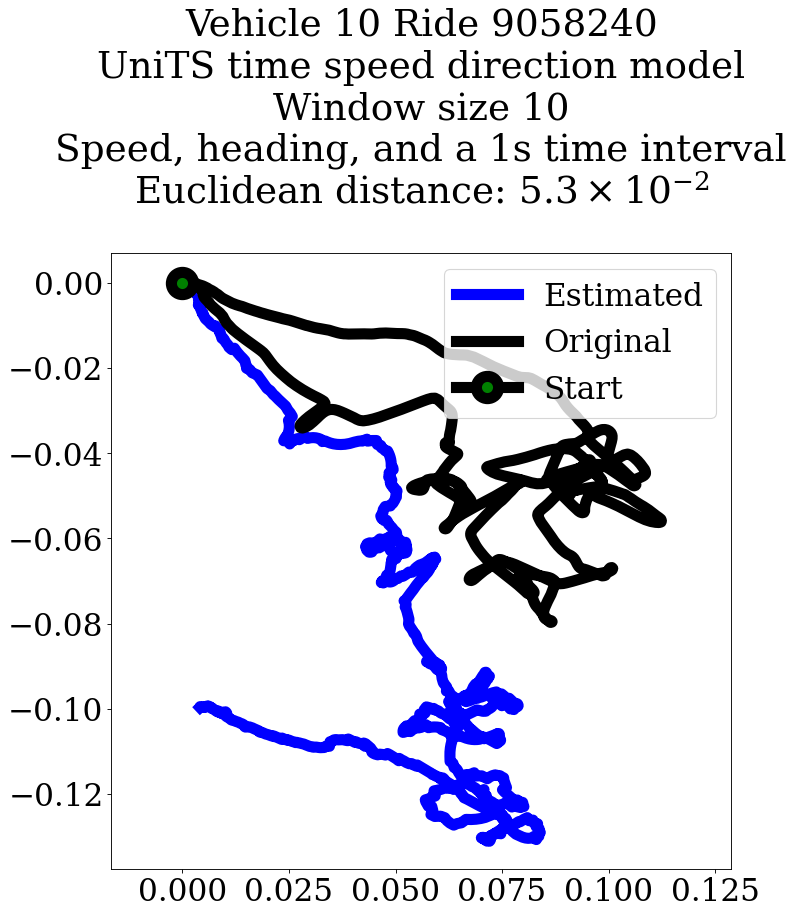 Vehicle 10 Ride 9058240
UniTS time speed direction model
Window size 10
Speed, heading, and a 1s time interval
Euclidean distance: 5.3 × 10⁻²
Estimated
Original
Start
0.00
−0.02
−0.04
−0.06
−0.08
−0.10
−0.12
0.000 0.025 0.050 0.075 0.100 0.125